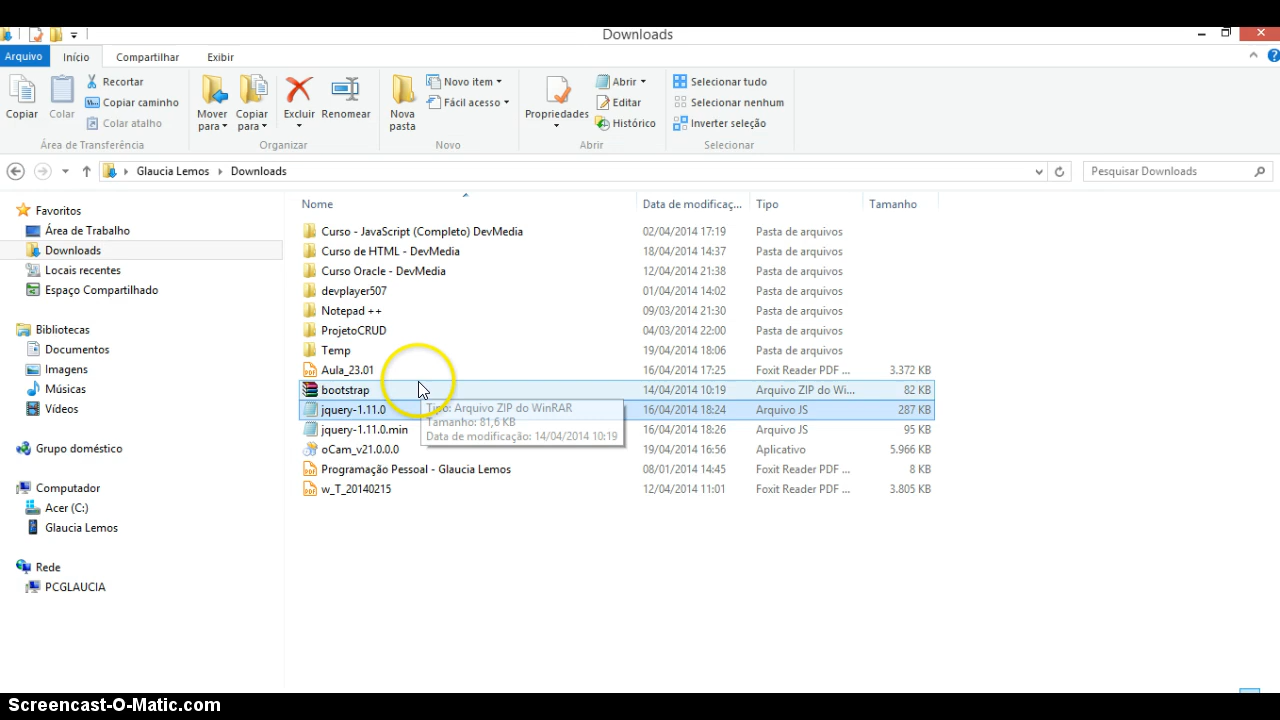 Downloads
Arquivo Início Compartilhar Exibir
Copiar
Colar
Recortar
Copiar caminho
Colar atalho
Área de Transferência
Mover para
Copiar para
Excluir
Renomear
Organizar
Nova pasta
Novo item
Fácil acesso
Novo
Propriedades
Abrir
Editar
Histórico
Abrir
Selecionar tudo
Selecionar nenhum
Inverter seleção
Selecionar
Glaucia Lemos Downloads
Pesquisar Downloads
Favoritos
Área de Trabalho
Downloads
Locais recentes
Espaço Compartilhado
Bibliotecas
Documentos
Imagens
Músicas
Vídeos
Grupo doméstico
Computador
Acer (C:)
Glaucia Lemos
Rede
PCGLAUCIA
Nome Data de modificaç... Tipo Tamanho
Curso - JavaScript (Completo) DevMedia 02/04/2014 17:19 Pasta de arquivos
Curso de HTML - DevMedia 18/04/2014 14:37 Pasta de arquivos
Curso Oracle - DevMedia 12/04/2014 21:38 Pasta de arquivos
devplayer507 01/04/2014 14:02 Pasta de arquivos
Notepad ++ 09/03/2014 21:30 Pasta de arquivos
ProjetoCRUD 04/03/2014 22:00 Pasta de arquivos
Temp 19/04/2014 18:06 Pasta de arquivos
Aula_23.01 16/04/2014 17:25 Foxit Reader PDF ... 3.372 KB
bootstrap 14/04/2014 10:19 Arquivo ZIP do Wi... 82 KB
jquery-1.11.0 16/04/2014 18:24 Arquivo JS 287 KB
jquery-1.11.0.min 16/04/2014 18:26 Arquivo JS 95 KB
oCam_v21.0.0.0 19/04/2014 16:56 Aplicativo 5.966 KB
Programação Pessoal - Glaucia Lemos 08/01/2014 14:45 Foxit Reader PDF ... 8 KB
w_T_20140215 12/04/2014 11:01 Foxit Reader PDF ... 3.805 KB
Tipo: Arquivo ZIP do WinRAR
Tamanho: 81,6 KB
Data de modificação: 14/04/2014 10:19
Screencast-O-Matic.com